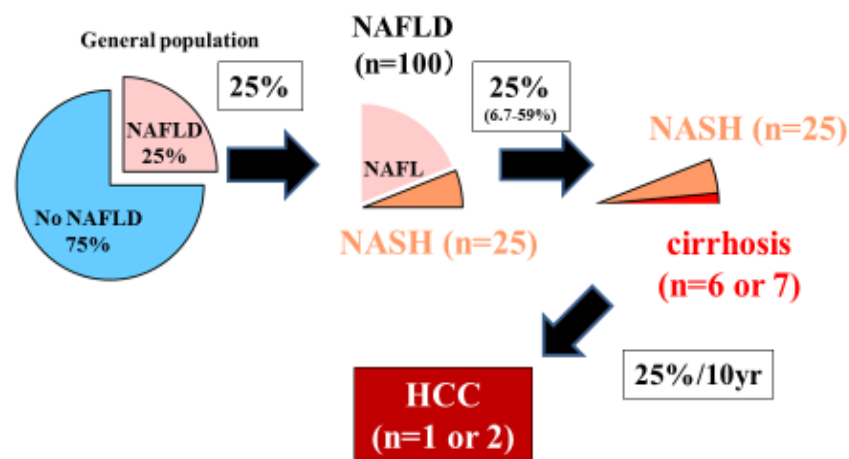 General population
25%
NAFLD
25%
No NAFLD
75%
NAFLD
(n=100)
NAFL
NASH (n=25)
25%
(6.7-59%)
NASH (n=25)
cirrhosis
(n=6 or 7)
25%/10yr
HCC
(n=1 or 2)